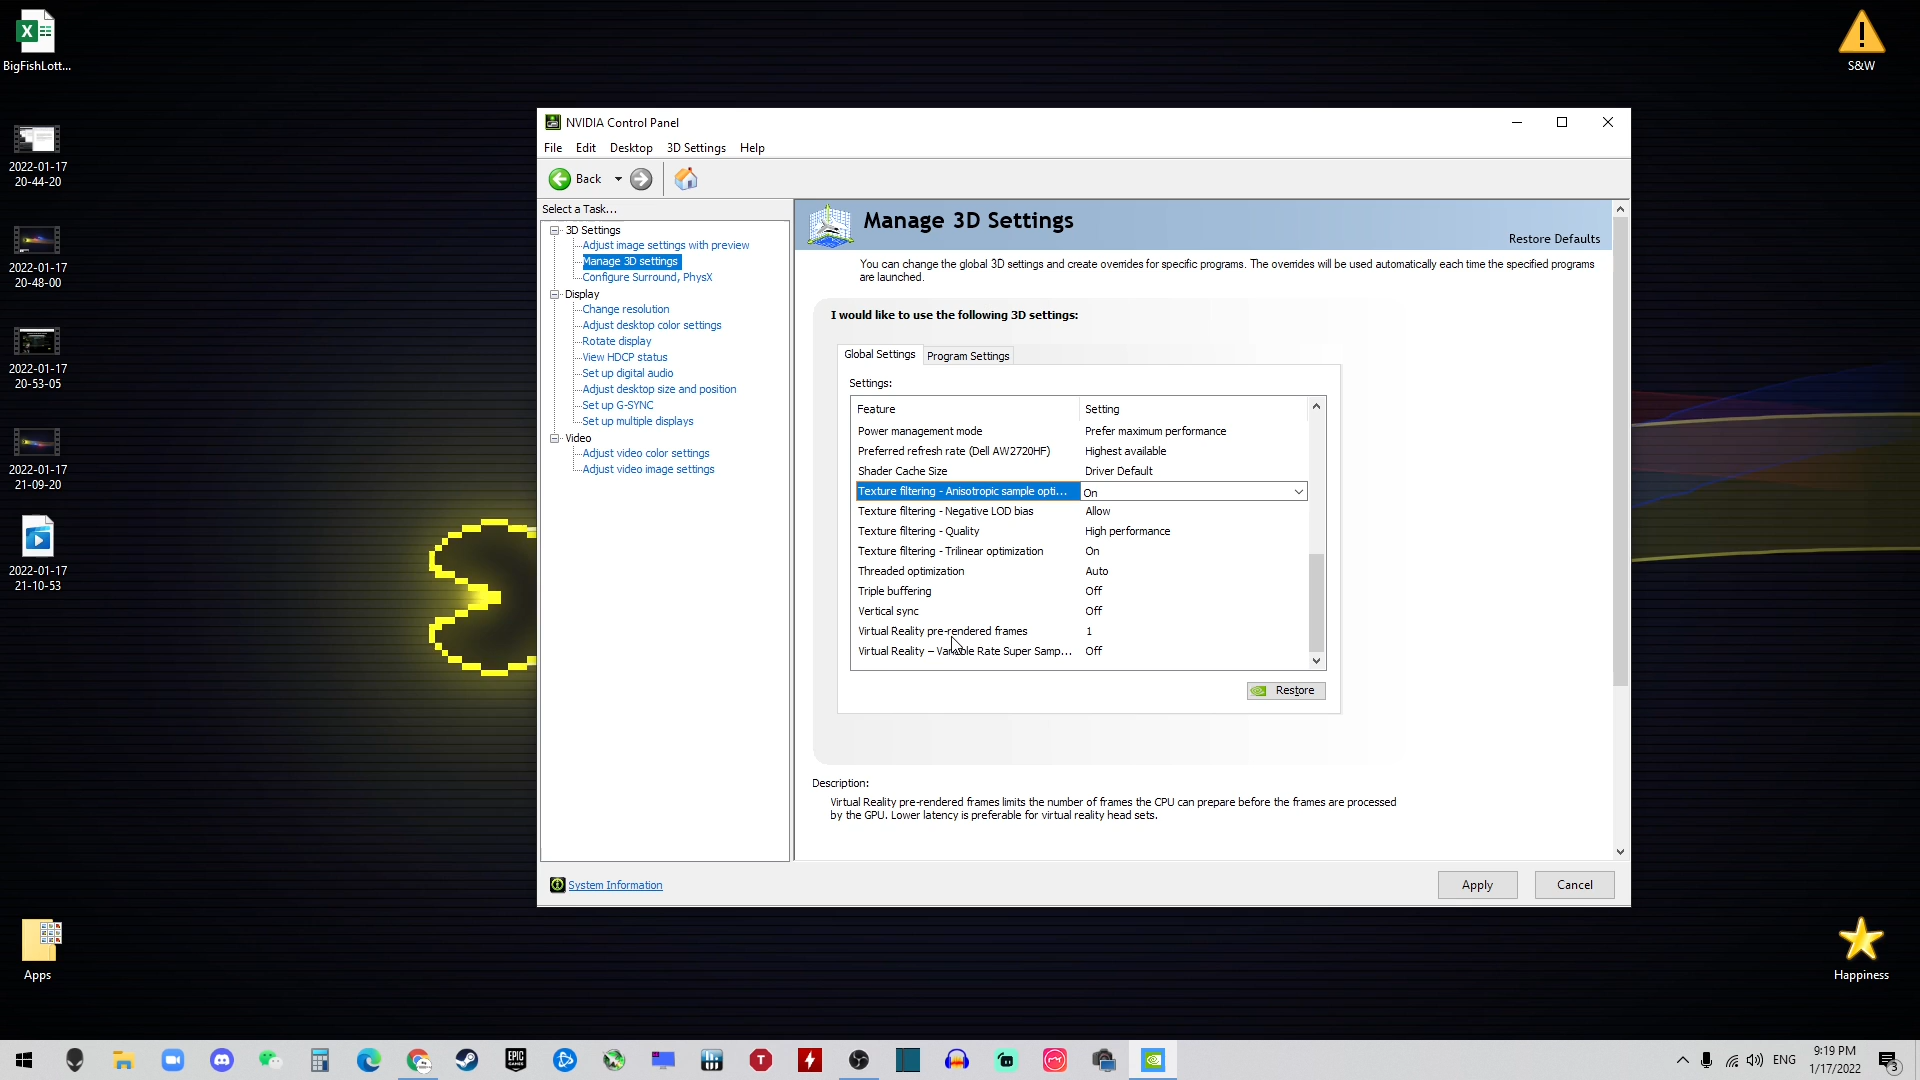 BigFishLott...
S&W
2022-01-17
20-44-20
2022-01-17
20-48-00
2022-01-17
20-53-05
2022-01-17
21-09-20
2022-01-17
21-10-53
Apps
Happiness
NVIDIA Control Panel
File Edit Desktop 3D Settings Help
Back
Select a Task...
3D Settings
Adjust image settings with preview
Manage 3D settings
Configure Surround, PhysX
Display
Change resolution
Adjust desktop color settings
Rotate display
View HDCP status
Set up digital audio
Adjust desktop size and position
Set up G-SYNC
Set up multiple displays
Video
Adjust video color settings
Adjust video image settings
System Information
Manage 3D Settings
Restore Defaults
You can change the global 3D settings and create overrides for specific programs. The overrides will be used automatically each time the specified programs
are launched.
I would like to use the following 3D settings:
Global Settings Program Settings
Settings:
Feature Setting
Power management mode Prefer maximum performance
Preferred refresh rate (Dell AW2720HF) Highest available
Shader Cache Size Driver Default
Texture filtering - Anisotropic sample opti... On
Texture filtering - Negative LOD bias Allow
Texture filtering - Quality High performance
Texture filtering - Trilinear optimization On
Threaded optimization Auto
Triple buffering Off
Vertical sync Off
Virtual Reality pre-rendered frames 1
Virtual Reality – Variable Rate Super Samp... Off
Restore
Description:
Virtual Reality pre-rendered frames limits the number of frames the CPU can prepare before the frames are processed
by the GPU. Lower latency is preferable for virtual reality head sets.
Apply Cancel
EPIC
GAMES
T
ENG
9:19 PM
1/17/2022
3